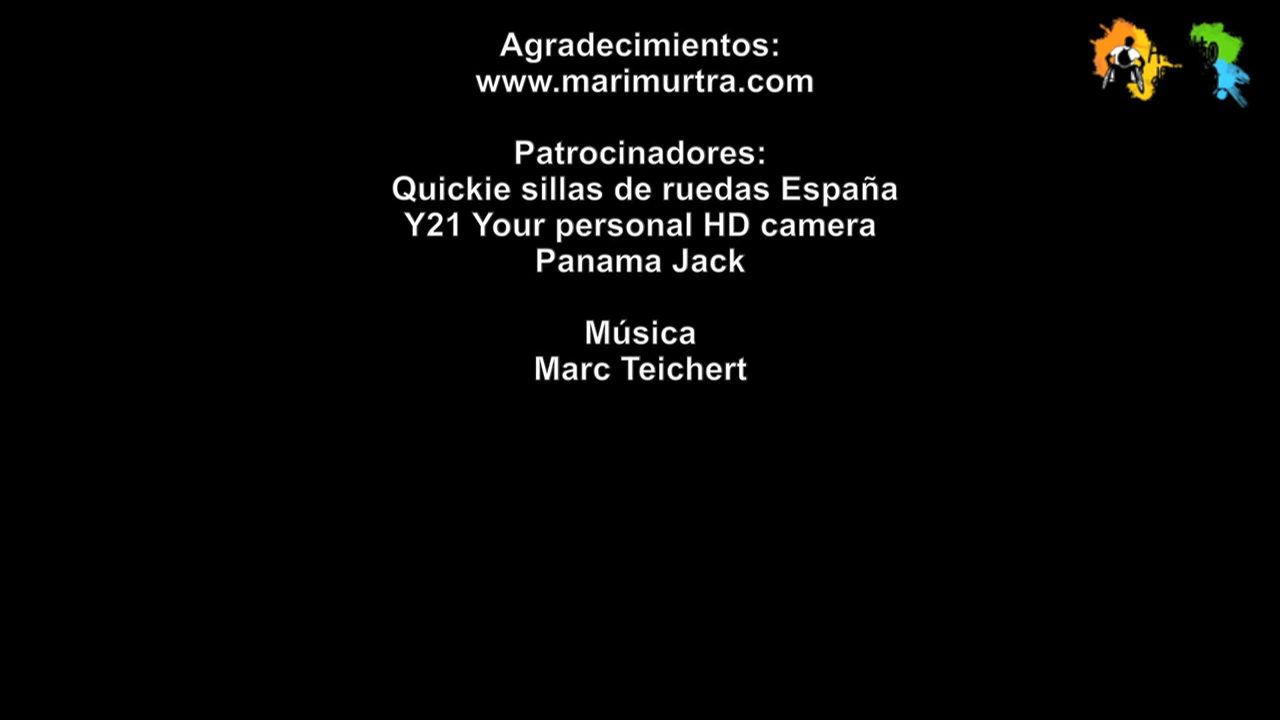 Agradecimientos:
www.marimurtra.com
Patrocinadores:
Quickie sillas de ruedas España
Y21 Your personal HD camera
Panama Jack
Música
Marc Teichert